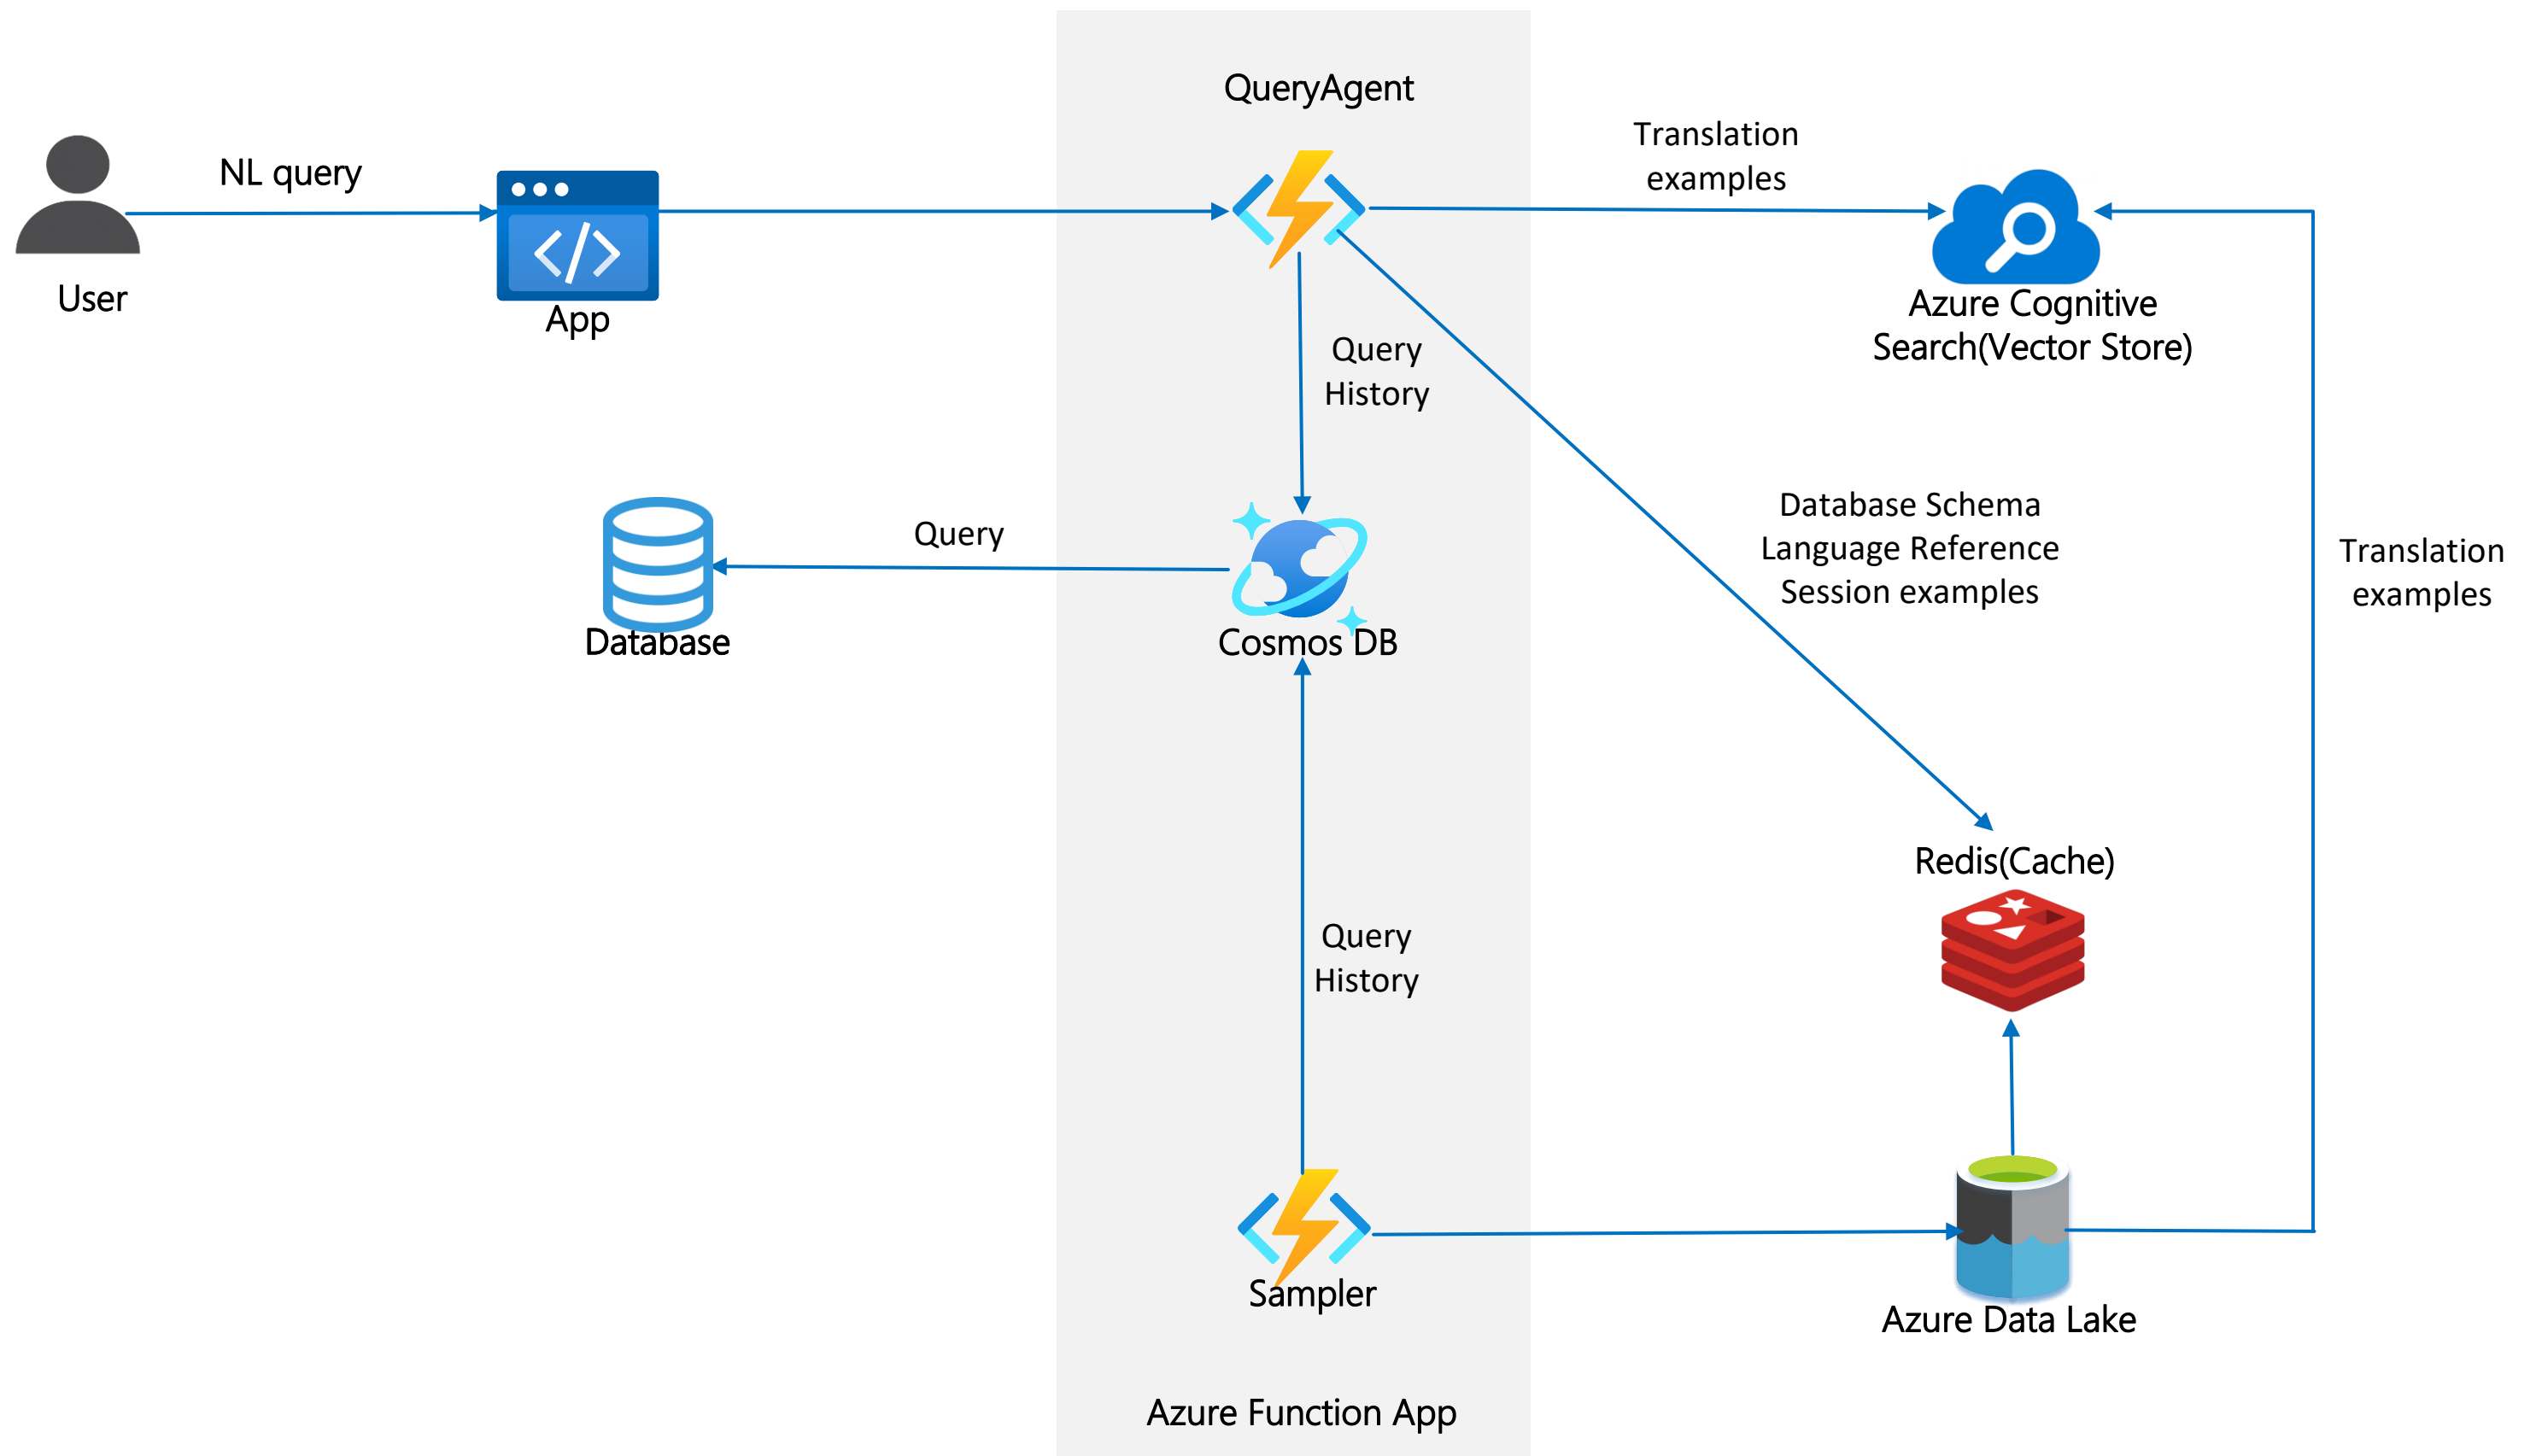 QueryAgent
NL query
Translation
examples
User
App
Azure Cognitive
Search(Vector Store)
Query
History
Database Schema
Language Reference
Session examples
Query
Translation
examples
Database
Cosmos DB
Redis(Cache)
Query
History
Sampler
Azure Data Lake
Azure Function App